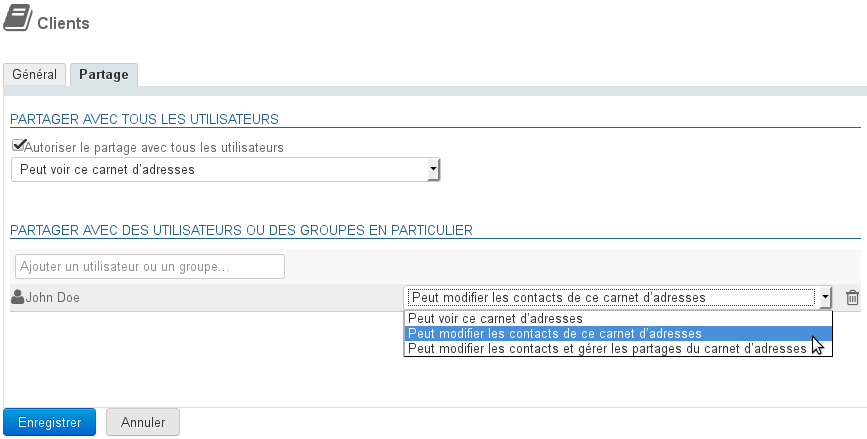 Clients
Général
Partage
PARTAGER AVEC TOUS LES UTILISATEURS
Autoriser le partage avec tous les utilisateurs
Peut voir ce carnet d'adresses
PARTAGER AVEC DES UTILISATEURS OU DES GROUPES EN PARTICULIER
Ajouter un utilisateur ou un groupe...
John Doe
Peut modifier les contacts de ce carnet d'adresses
Peut voir ce carnet d'adresses
Peut modifier les contacts de ce carnet d'adresses
Peut modifier les contacts et gérer les partages du carnet d'adresses
Enregistrer
Annuler